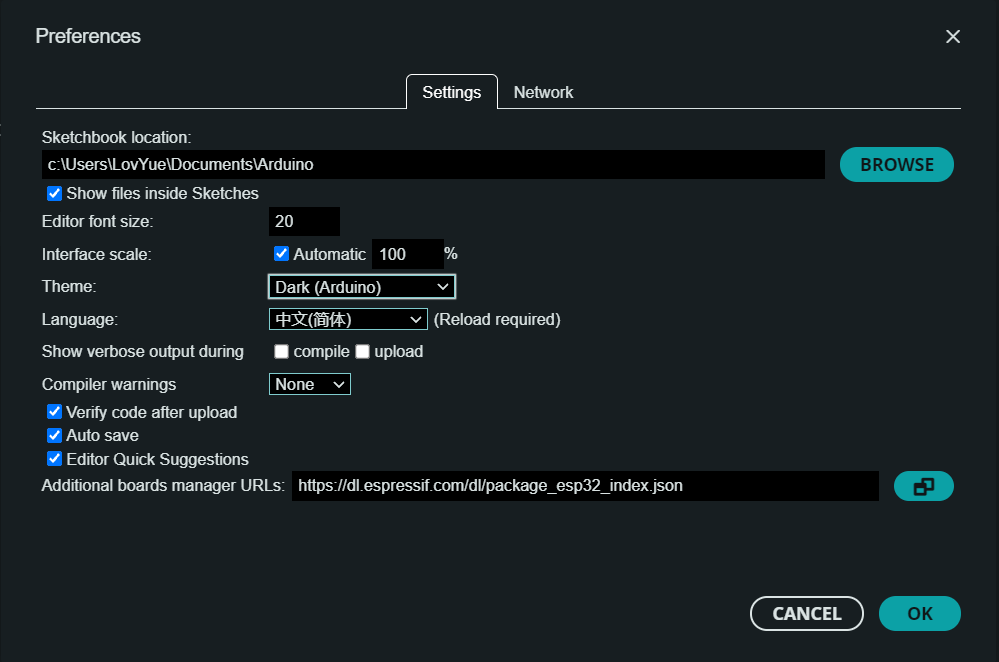 Preferences
Settings Network
Sketchbook location:
c:\Users\LovYue\Documents\Arduino BROWSE
Show files inside Sketches
Editor font size: 20
Interface scale: Automatic 100 %
Theme: Dark (Arduino)
Language: 中文(简体) (Reload required)
Show verbose output during compile upload
Compiler warnings None
Verify code after upload
Auto save
Editor Quick Suggestions
Additional boards manager URLs: https://dl.espressif.com/dl/package_esp32_index.json
CANCEL OK